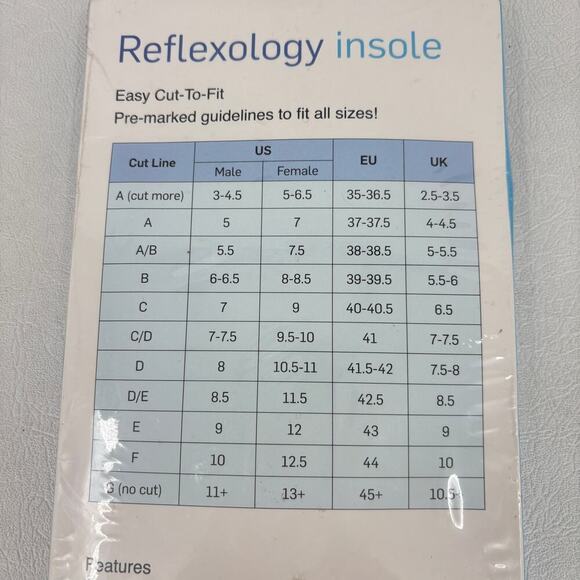 Reflexology insole
Easy Cut-To-Fit
Pre-marked guidelines to fit all sizes!
Cut Line US EU UK
Male Female
A (cut more) 3-4.5 5-6.5 35-36.5 2.5-3.5
A 5 7 37-37.5 4-4.5
A/B 5.5 7.5 38-38.5 5-5.5
B 6-6.5 8-8.5 39-39.5 5.5-6
C 7 9 40-40.5 6.5
C/D 7-7.5 9.5-10 41 7-7.5
D 8 10.5-11 41.5-42 7.5-8
D/E 8.5 11.5 42.5 8.5
E 9 12 43 9
F 10 12.5 44 10
G (no cut) 11+ 13+ 45+ 10.5+
Features